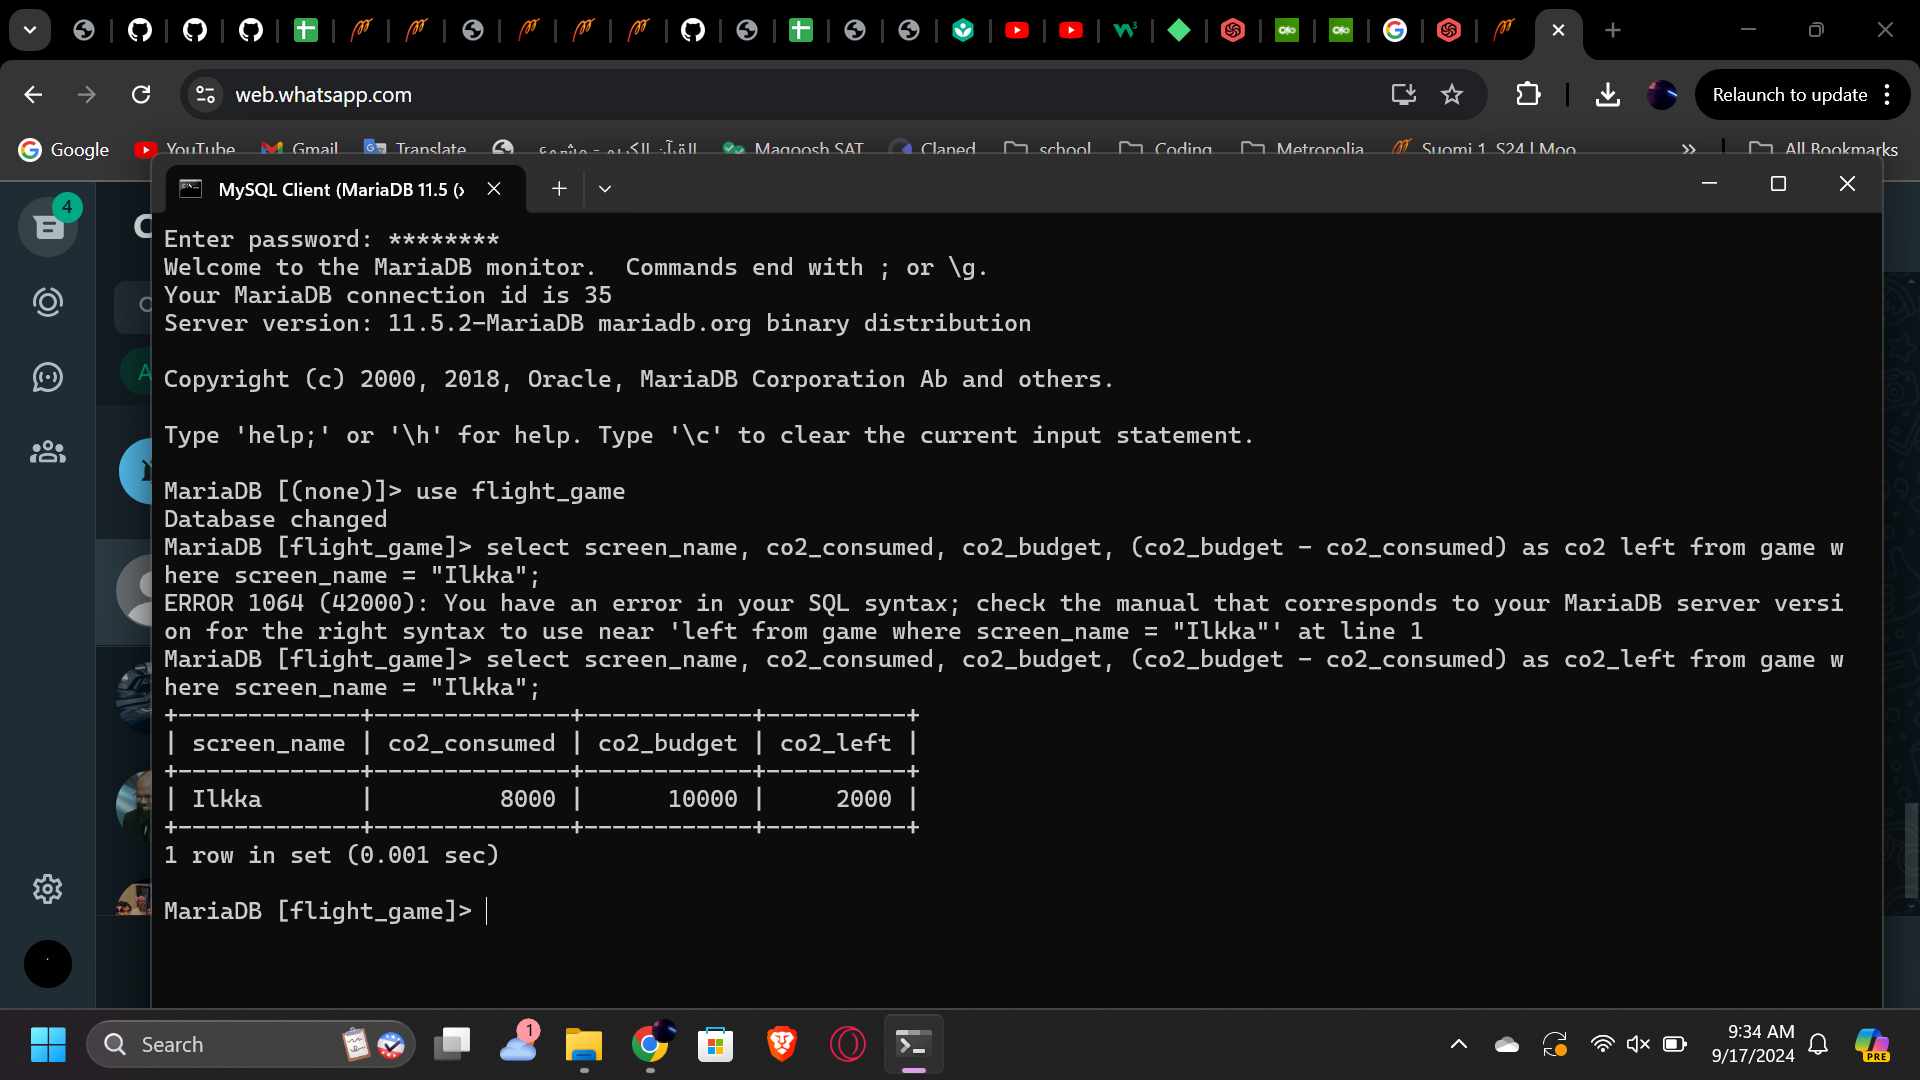 web.whatsapp.com
Relaunch to update
Google YouTube Gmail Translate Magoosh SAT Claned school Coding Metropolia Suomi 1, S24 | Moo » All Bookmarks
4
MySQL Client (MariaDB 11.5 (x
Enter password: ********
Welcome to the MariaDB monitor.  Commands end with ; or \g.
Your MariaDB connection id is 35
Server version: 11.5.2-MariaDB mariadb.org binary distribution
Copyright (c) 2000, 2018, Oracle, MariaDB Corporation Ab and others.
Type 'help;' or '\h' for help. Type '\c' to clear the current input statement.
MariaDB [(none)]> use flight_game
Database changed
MariaDB [flight_game]> select screen_name, co2_consumed, co2_budget, (co2_budget - co2_consumed) as co2 left from game w
here screen_name = "Ilkka";
ERROR 1064 (42000): You have an error in your SQL syntax; check the manual that corresponds to your MariaDB server versi
on for the right syntax to use near 'left from game where screen_name = "Ilkka"' at line 1
MariaDB [flight_game]> select screen_name, co2_consumed, co2_budget, (co2_budget - co2_consumed) as co2_left from game w
here screen_name = "Ilkka";
+-------------+--------------+------------+----------+
| screen_name | co2_consumed | co2_budget | co2_left |
+-------------+--------------+------------+----------+
| Ilkka       |         8000 |      10000 |     2000 |
+-------------+--------------+------------+----------+
1 row in set (0.001 sec)
MariaDB [flight_game]>
Search
1
9:34 AM
9/17/2024
PRE